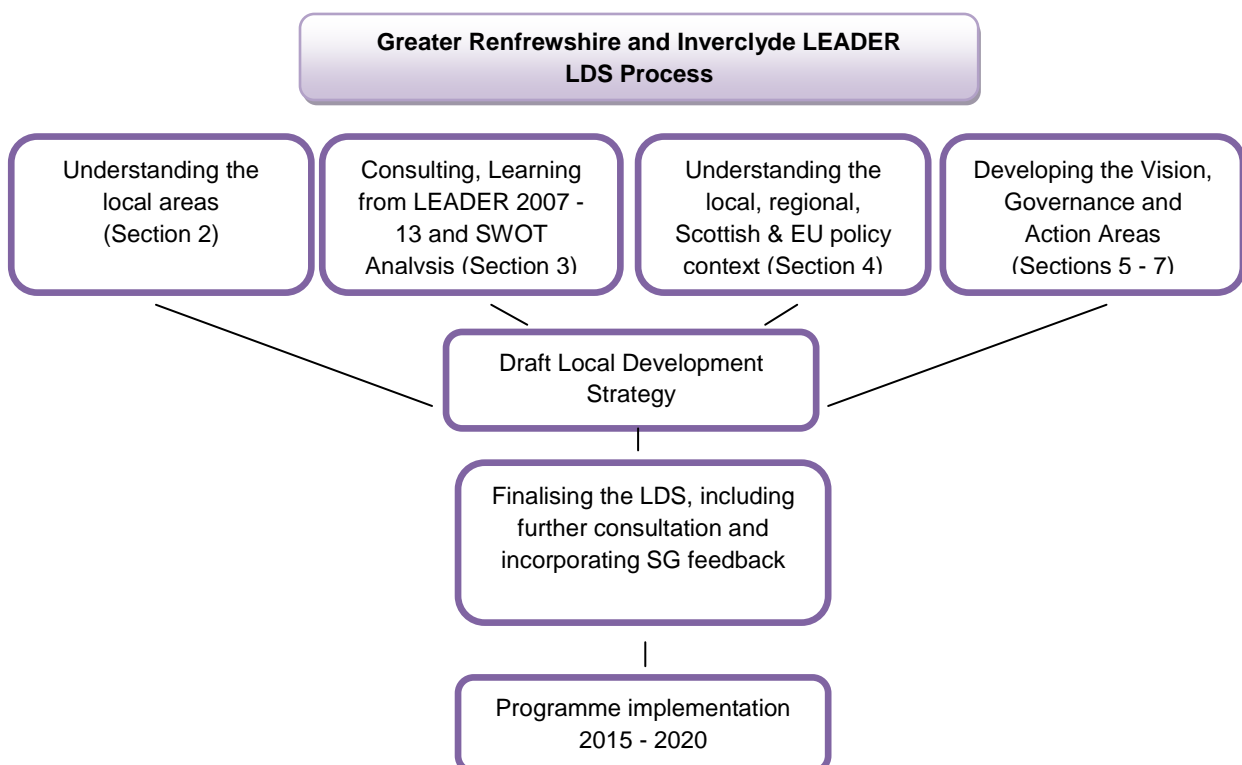 Greater Renfrewshire and Inverclyde LEADER
LDS Process
Understanding the
local areas
(Section 2)
Consulting, Learning
from LEADER 2007 -
13 and SWOT
Analysis (Section 3)
Understanding the
local, regional,
Scottish & EU policy
context (Section 4)
Developing the Vision,
Governance and
Action Areas
(Sections 5 - 7)
Draft Local Development
Strategy
Finalising the LDS, including
further consultation and
incorporating SG feedback
Programme implementation
2015 - 2020